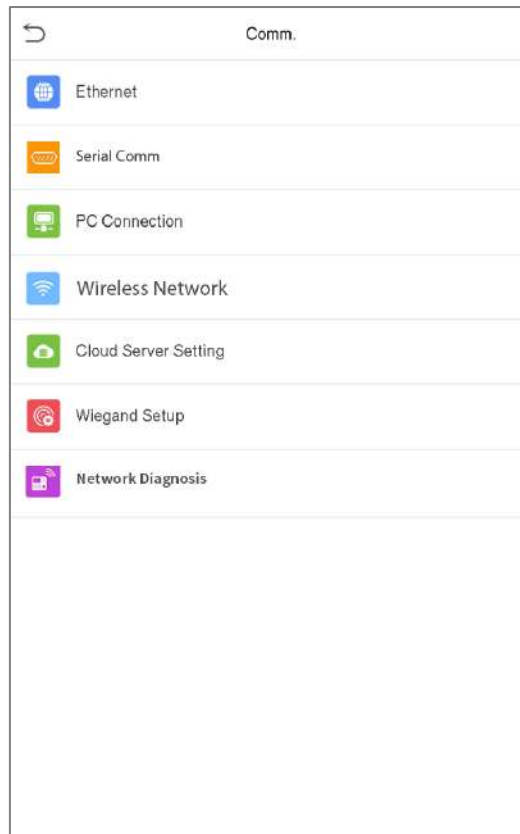 Comm.
Ethernet
Serial Comm
PC Connection
Wireless Network
Cloud Server Setting
Wiegand Setup
Network Diagnosis